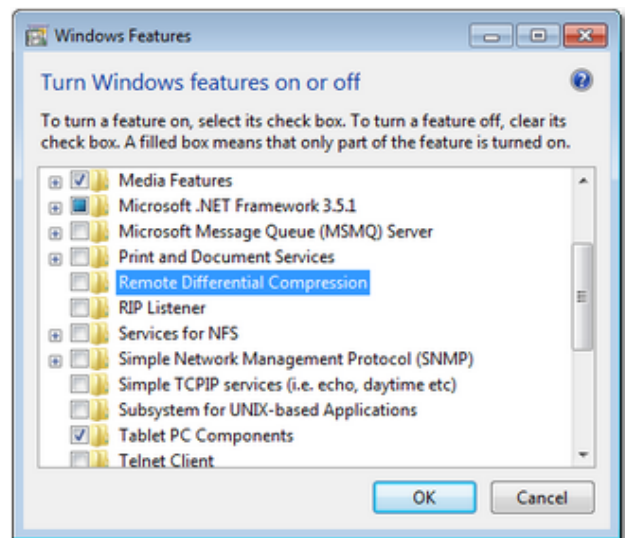 Windows Features
Turn Windows features on or off
To turn a feature on, select its check box. To turn a feature off, clear its
check box. A filled box means that only part of the feature is turned on.
Media Features
Microsoft .NET Framework 3.5.1
Microsoft Message Queue (MSMQ) Server
Print and Document Services
Remote Differential Compression
RIP Listener
Services for NFS
Simple Network Management Protocol (SNMP)
Simple TCPIP services (i.e. echo, daytime etc)
Subsystem for UNIX-based Applications
Tablet PC Components
Telnet Client
OK Cancel